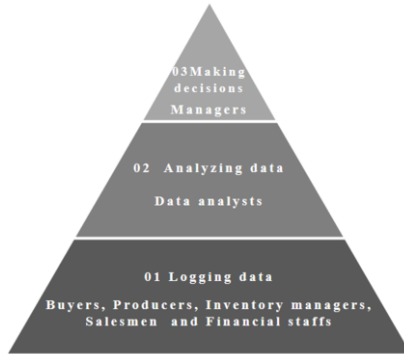 03Making
decisions
Managers
02 Analyzing data
Data analysts
01 Logging data
Buyers, Producers, Inventory managers,
Salesmen and Financial staffs